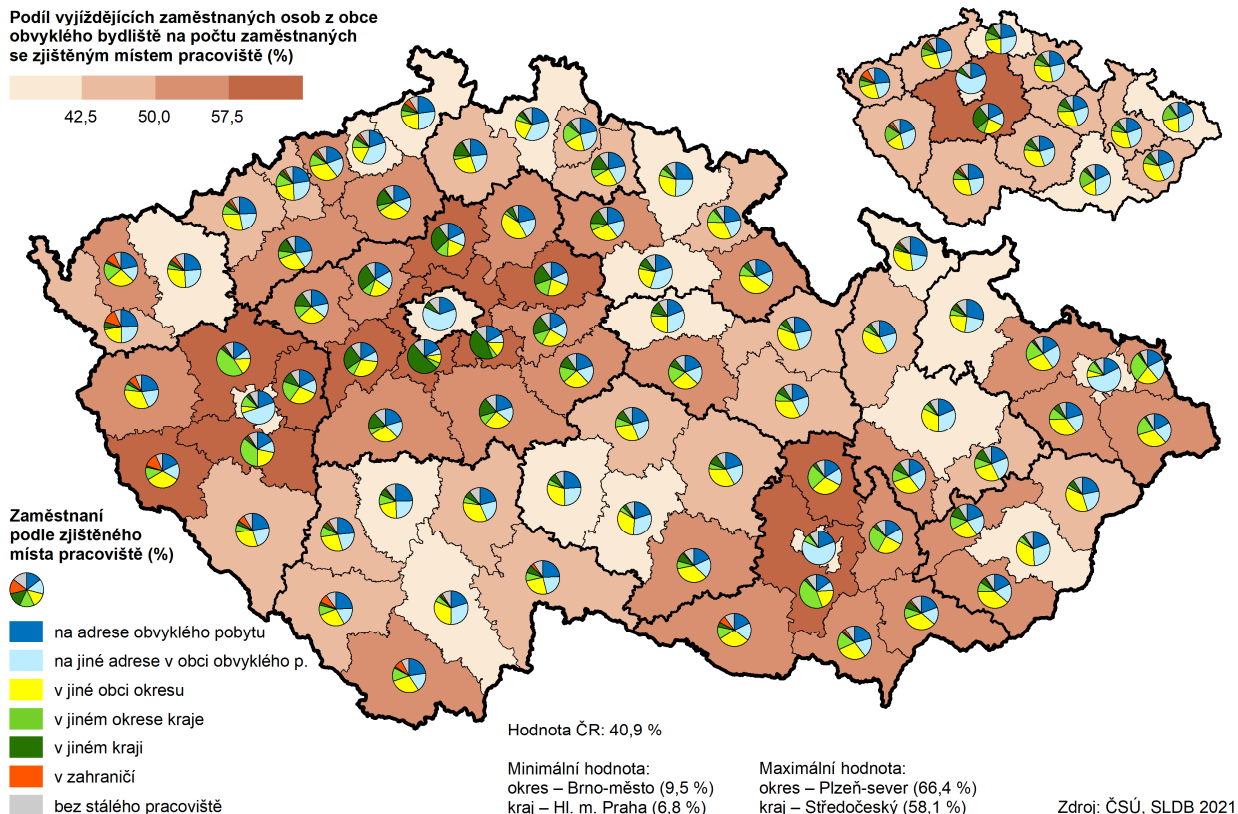 Podíl vyjíždějících zaměstnaných osob z obce
obvyklého bydliště na počtu zaměstnaných
se zjištěným místem pracoviště (%)
42,5 50,0 57,5
Zaměstnaní
podle zjištěného
místa pracoviště (%)
na adrese obvyklého pobytu
na jiné adrese v obci obvyklého p.
v jiné obci okresu
v jiném okrese kraje
v jiném kraji
v zahraničí
bez stálého pracoviště
Hodnota ČR: 40,9 %
Minimální hodnota:
okres – Brno-město (9,5 %)
kraj – Hl. m. Praha (6,8 %)
Maximální hodnota:
okres – Plzeň-sever (66,4 %)
kraj – Středočeský (58,1 %)
Zdroj: ČSÚ, SLDB 2021